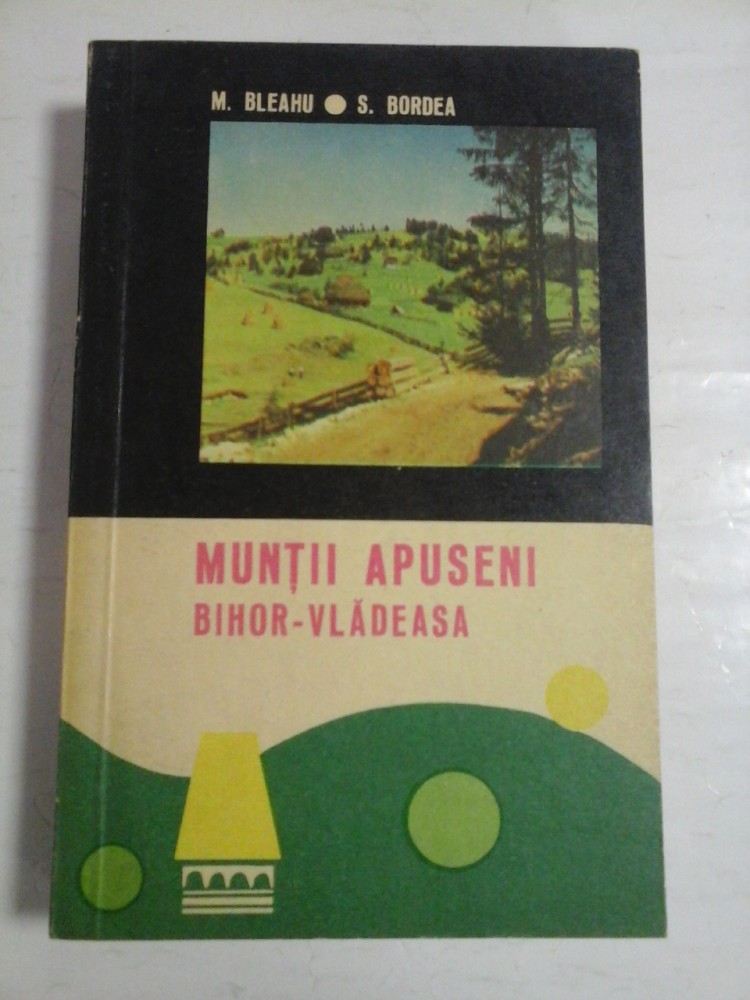 M. BLEAHU ● S. BORDEA
MUNȚII APUSENI
BIHOR-VLĂDEASA